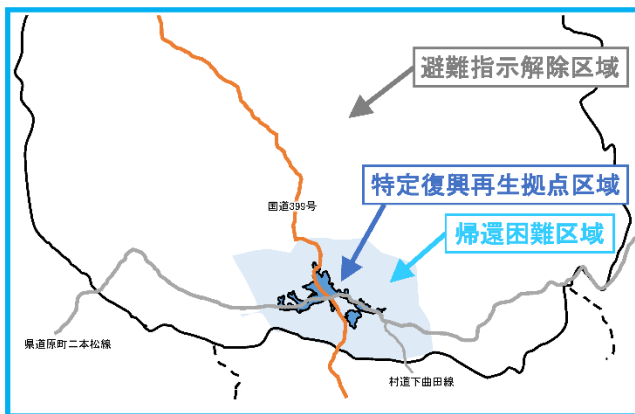 避難指示解除区域
特定復興再生拠点区域
国道399号
帰還困難区域
県道原町二本松線
村道下曲田線